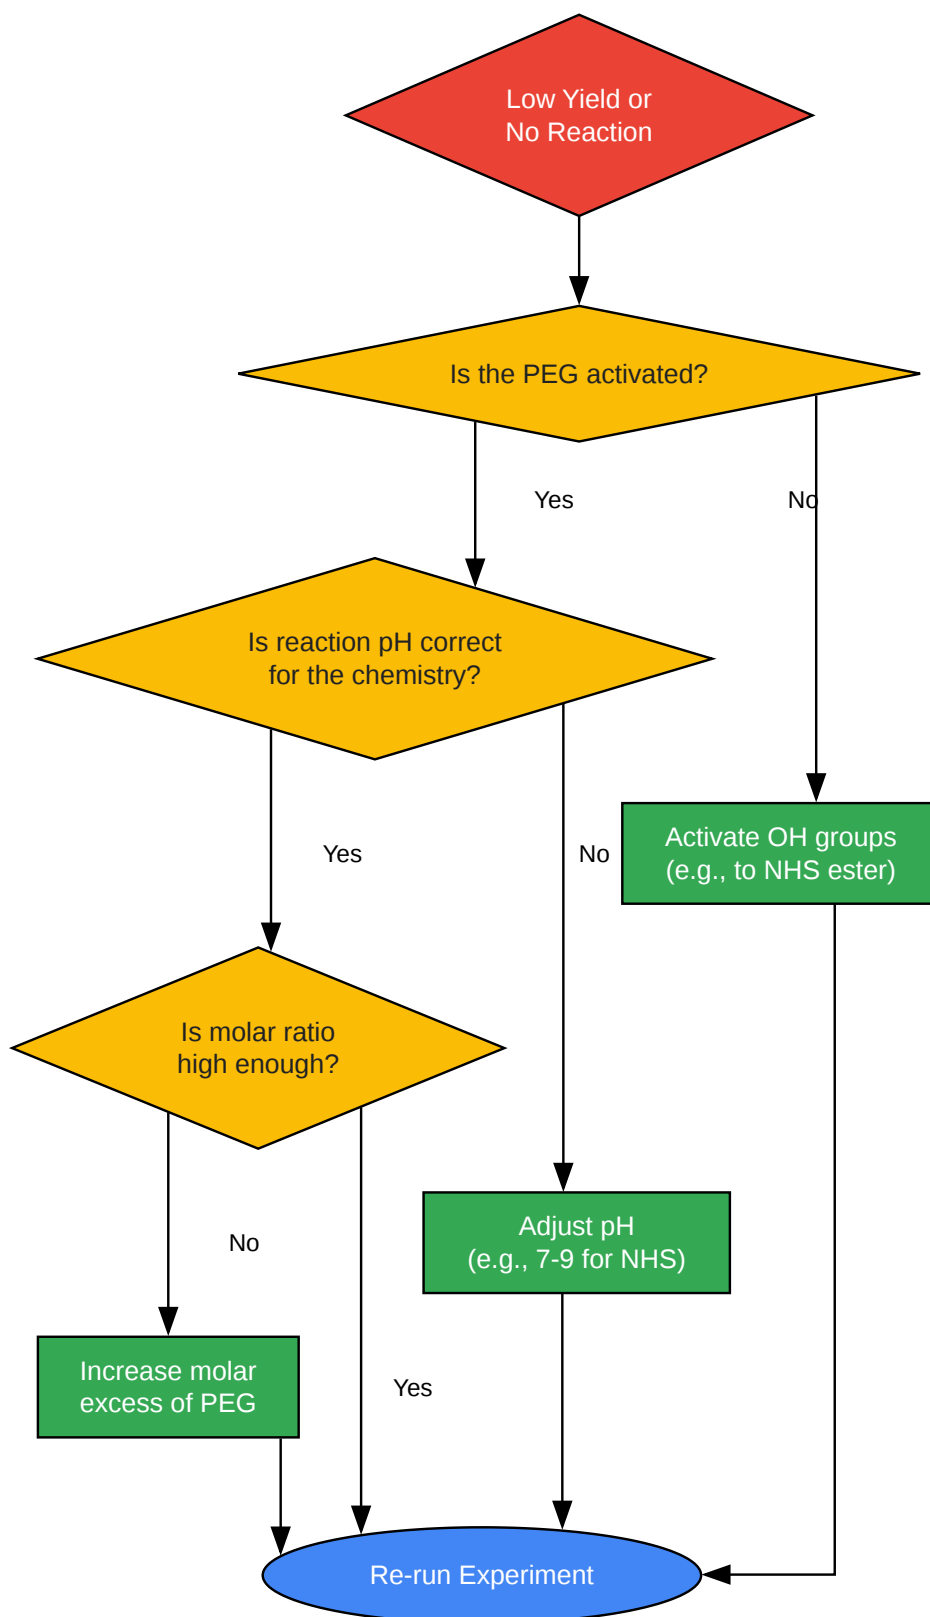 Low Yield or
No Reaction
Is the PEG activated?
Yes
No
Is reaction pH correct
for the chemistry?
Activate OH groups
(e.g., to NHS ester)
Yes
No
Is molar ratio
high enough?
No
Adjust pH
(e.g., 7-9 for NHS)
Increase molar
excess of PEG
Yes
Re-run Experiment